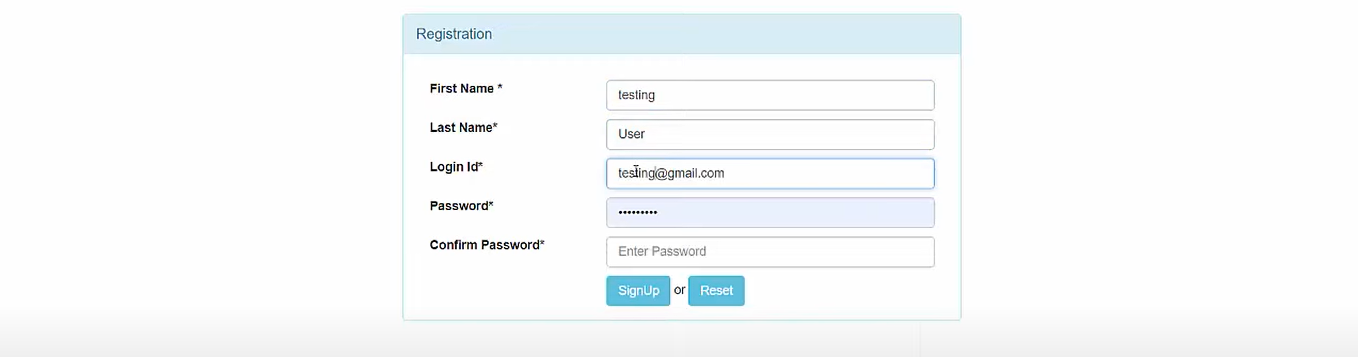 Registration
First Name * testing
Last Name* User
Login Id* testing@gmail.com
Password* •••••••••
Confirm Password* Enter Password
SignUp or Reset